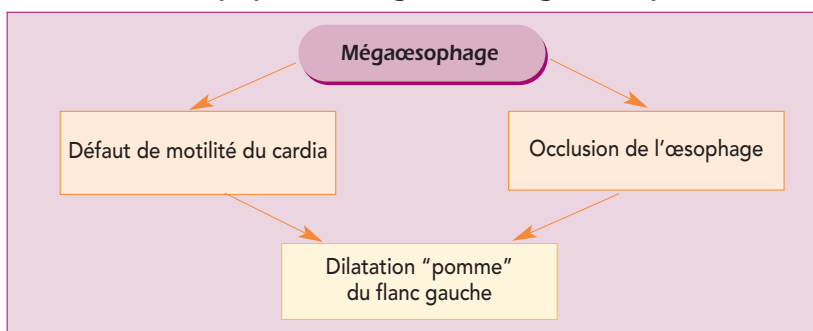 Mégaœsophage
Défaut de motilité du cardia
Occlusion de l'œsophage
Dilatation "pomme"
du flanc gauche